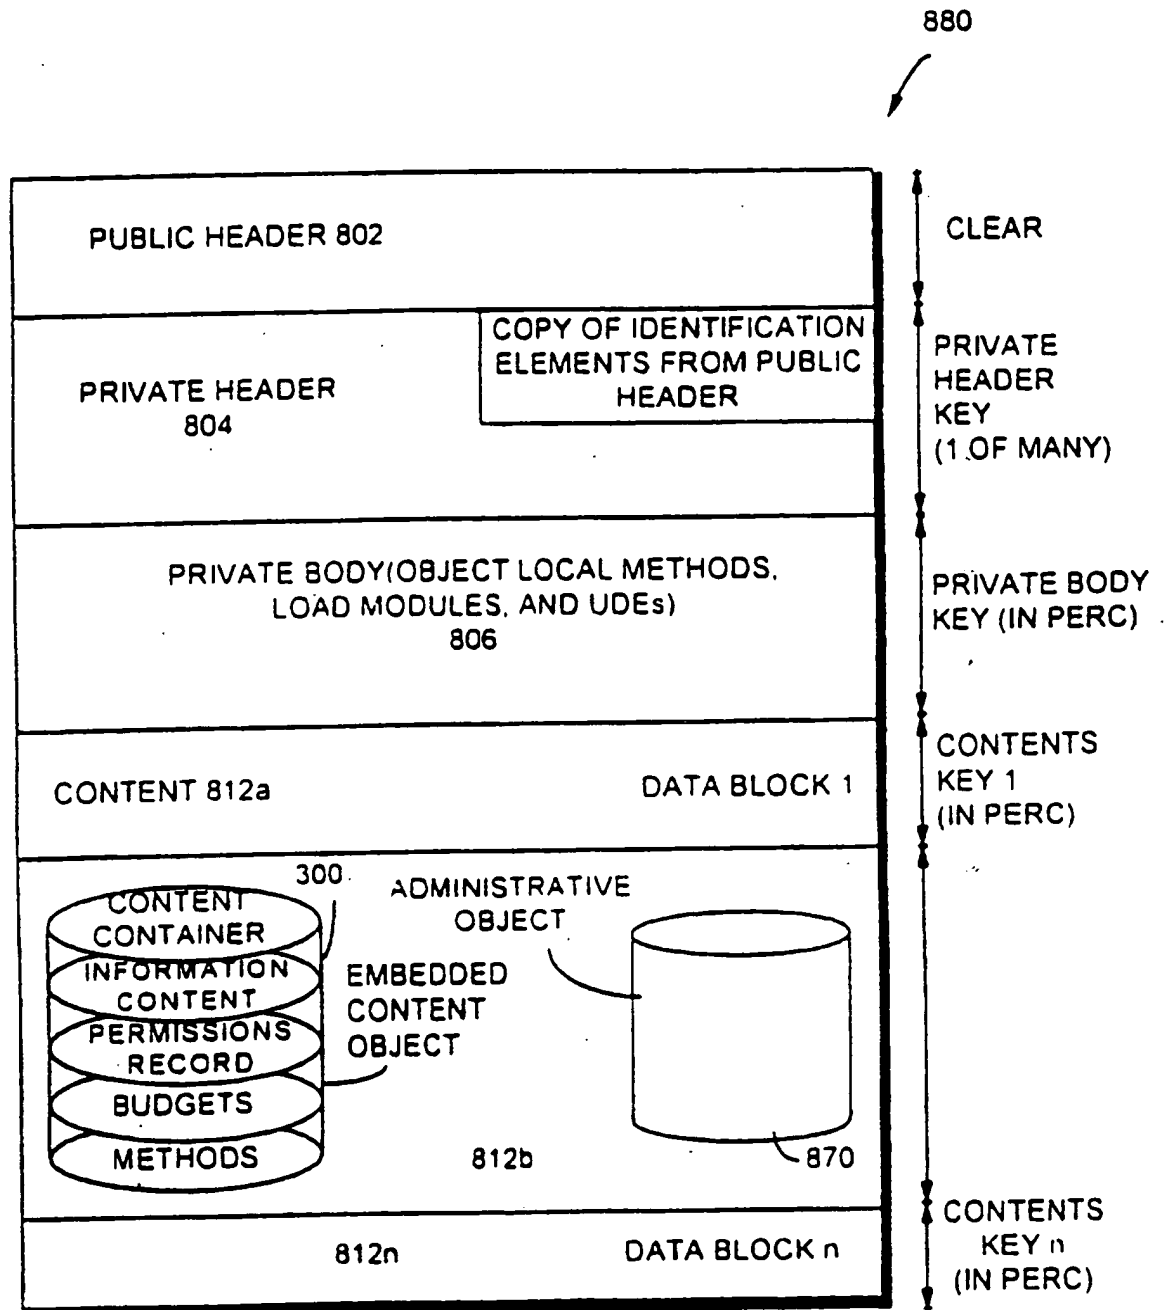 880
PUBLIC HEADER 802
CLEAR
PRIVATE HEADER
804
COPY OF IDENTIFICATION
ELEMENTS FROM PUBLIC
HEADER
PRIVATE
HEADER
KEY
(1 OF MANY)
PRIVATE BODY(OBJECT LOCAL METHODS,
LOAD MODULES, AND UDEs)
806
PRIVATE BODY
KEY (IN PERC)
CONTENT 812a
DATA BLOCK 1
CONTENTS
KEY 1
(IN PERC)
300
CONTENT
CONTAINER
INFORMATION
CONTENT
PERMISSIONS
RECORD
BUDGETS
METHODS
EMBEDDED
CONTENT
OBJECT
ADMINISTRATIVE
OBJECT
812b
870
812n
DATA BLOCK n
CONTENTS
KEY n
(IN PERC)